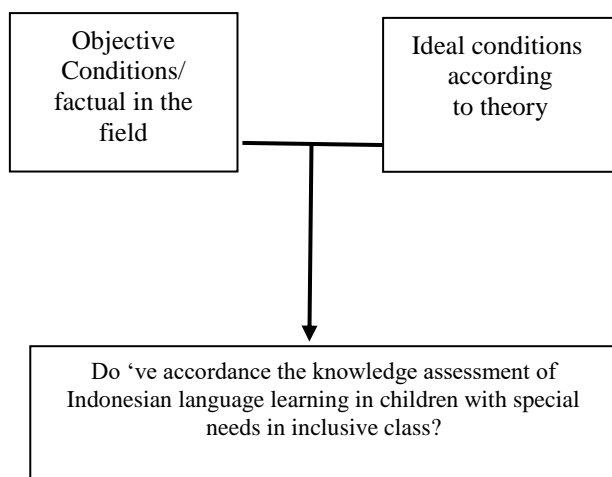 Objective
Conditions/
factual in the
field
Ideal conditions
according
to theory
Do ‘ve accordance the knowledge assessment of
Indonesian language learning in children with special
needs in inclusive class?